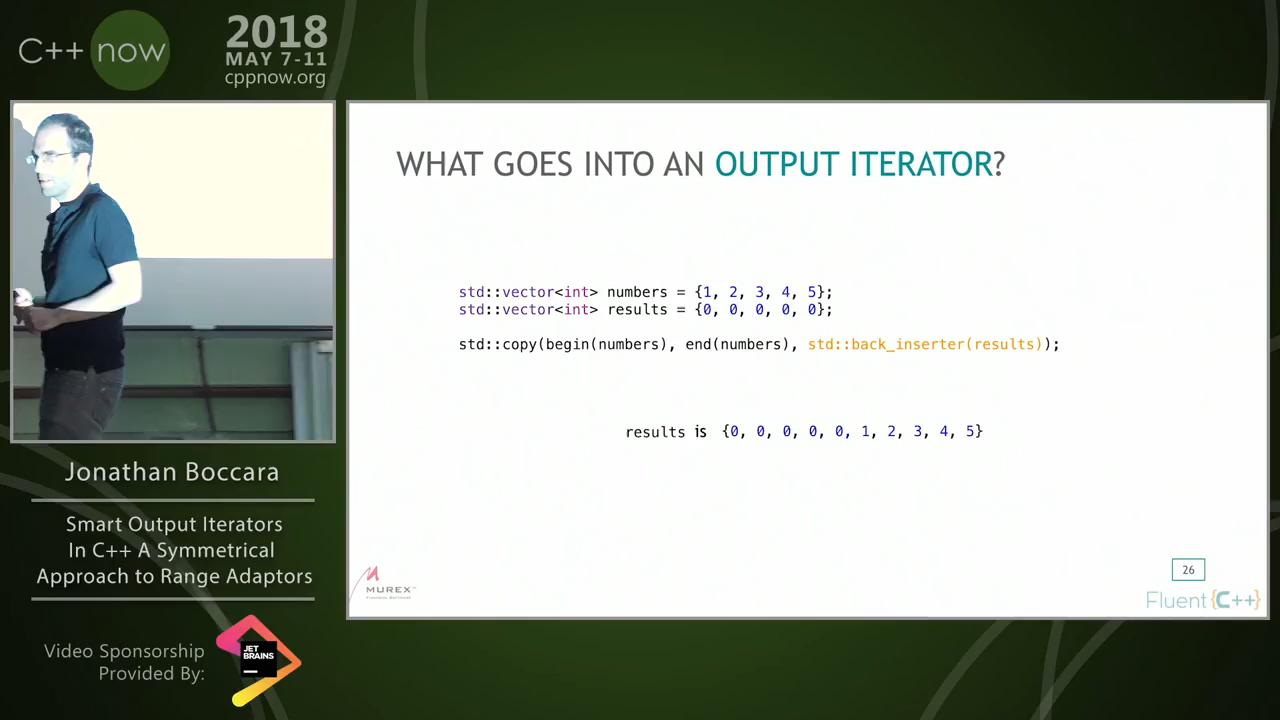 C++ now
2018
MAY 7-11
cppnow.org
WHAT GOES INTO AN OUTPUT ITERATOR?
std::vector<int> numbers = {1, 2, 3, 4, 5};
std::vector<int> results = {0, 0, 0, 0, 0};
std::copy(begin(numbers), end(numbers), std::back_inserter(results));
results is {0, 0, 0, 0, 0, 1, 2, 3, 4, 5}
Jonathan Boccara
Smart Output Iterators
In C++ A Symmetrical
Approach to Range Adaptors
Video Sponsorship
Provided By:
JET
BRAINS
MUREX
26
Fluent {C++}